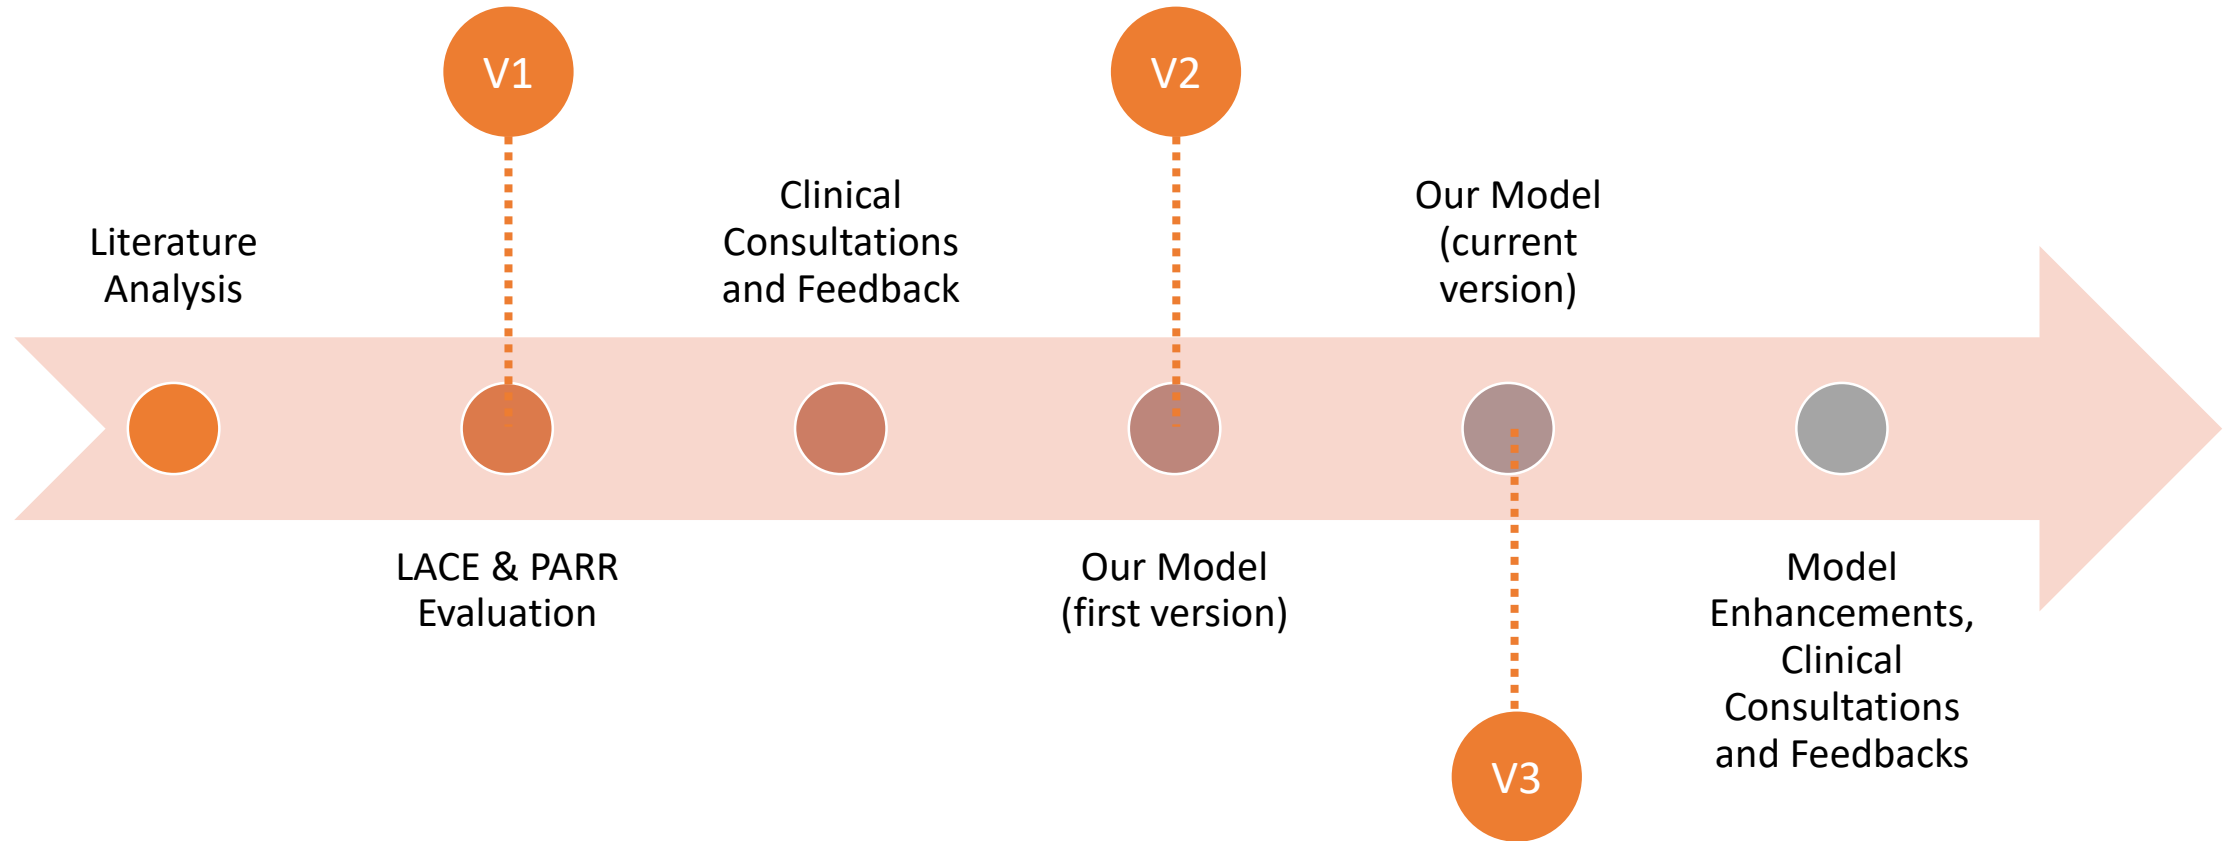 V1
V2
Literature
Analysis
Clinical
Consultations
and Feedback
Our Model
(current
version)
LACE & PARR
Evaluation
Our Model
(first version)
Model
Enhancements,
Clinical
Consultations
and Feedbacks
V3